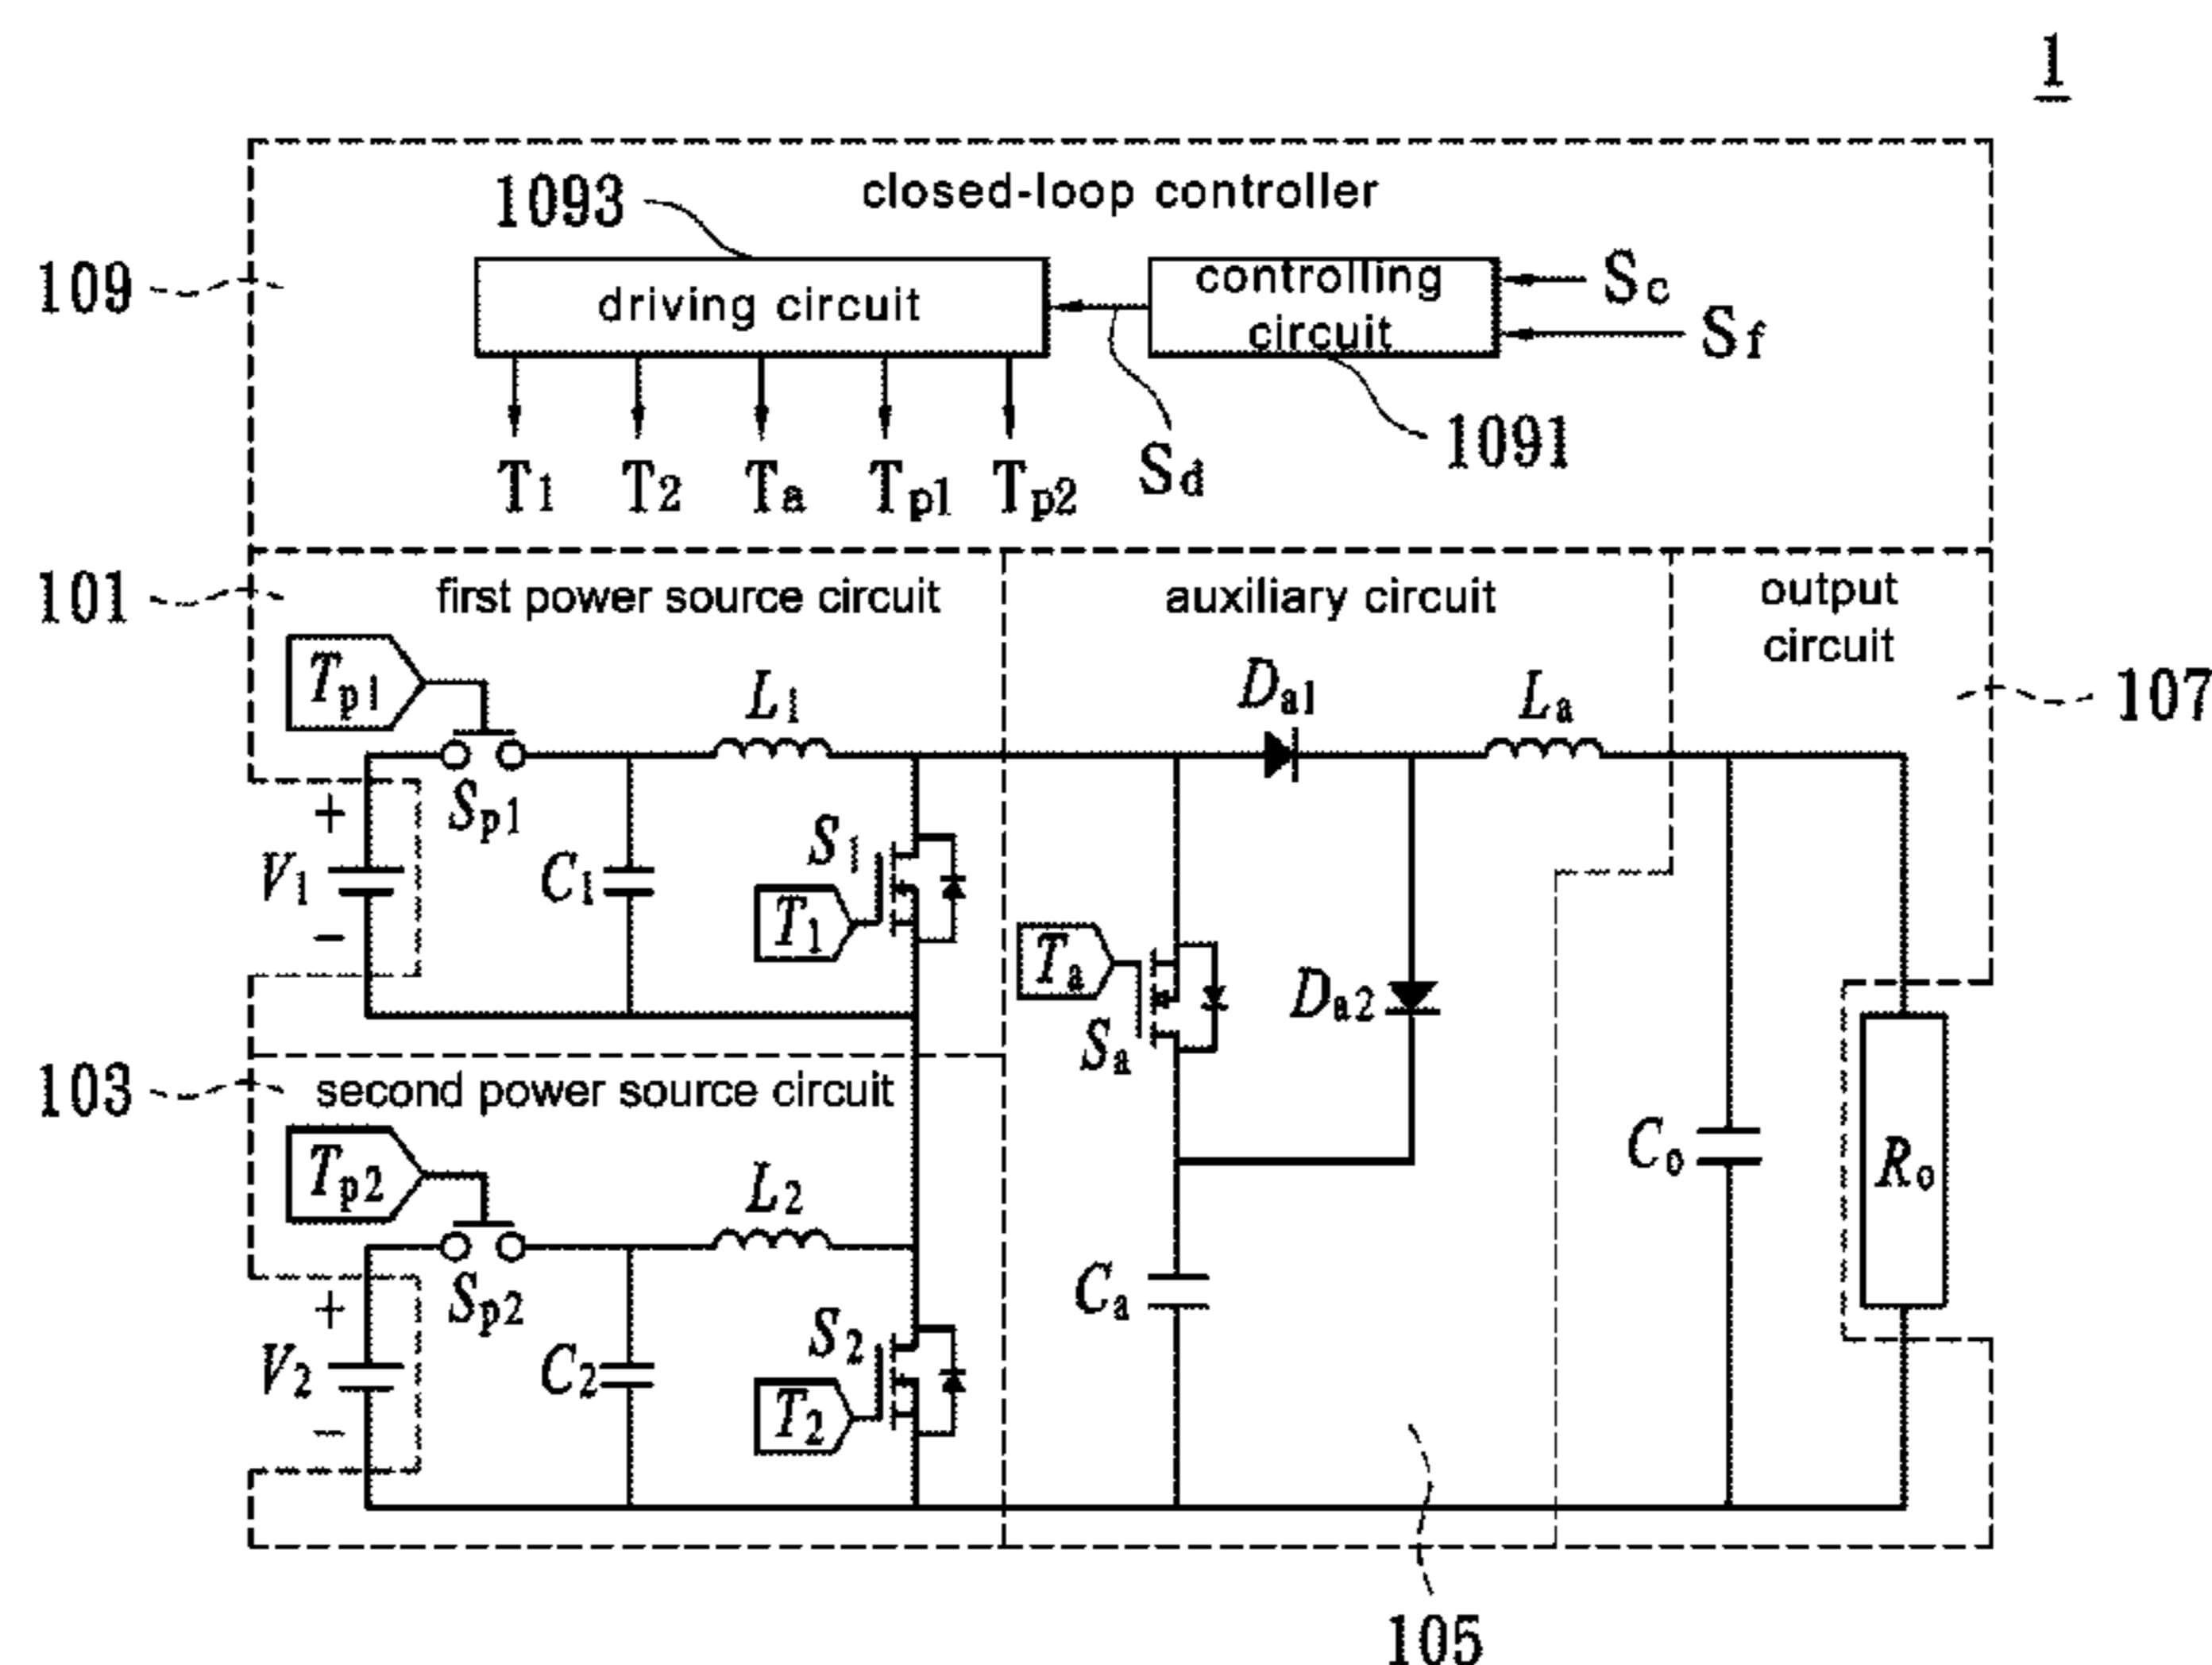 1
closed-loop controller
1093
109
driving circuit
controlling
circuit
Sc
Sf
1091
Sd
T1 T2 Ta Tp1 Tp2
101
first power source circuit
auxiliary circuit
output
circuit
107
Tp1
Sp1
L1
Da1
La
+
V1
-
C1
S1
T1
Ta
Sa
Da2
103
second power source circuit
Tp2
Sp2
L2
Co
Ro
+
V2
-
C2
S2
T2
Ca
105